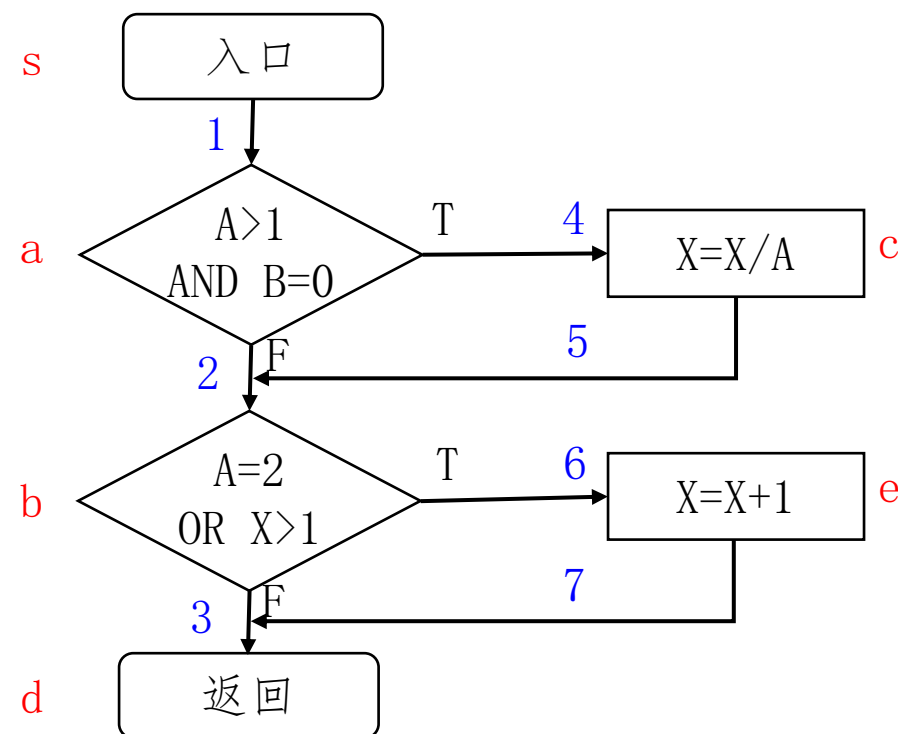 s
入口
1
a
A>1
AND B=0
T
4
X=X/A
c
5
F
2
b
A=2
OR X>1
T
6
X=X+1
e
7
F
3
d
返回